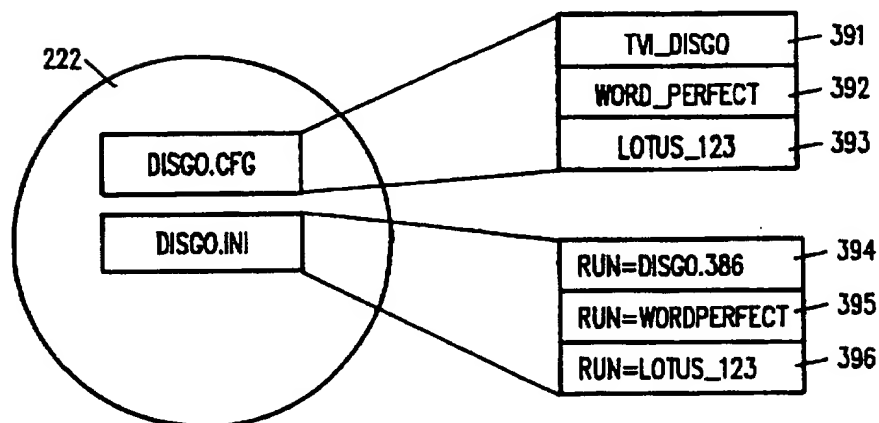 222
DISGO.CFG
DISGO.INI
TVI_DISGO 391
WORD_PERFECT 392
LOTUS_123 393
RUN=DISGO.386 394
RUN=WORDPERFECT 395
RUN=LOTUS_123 396